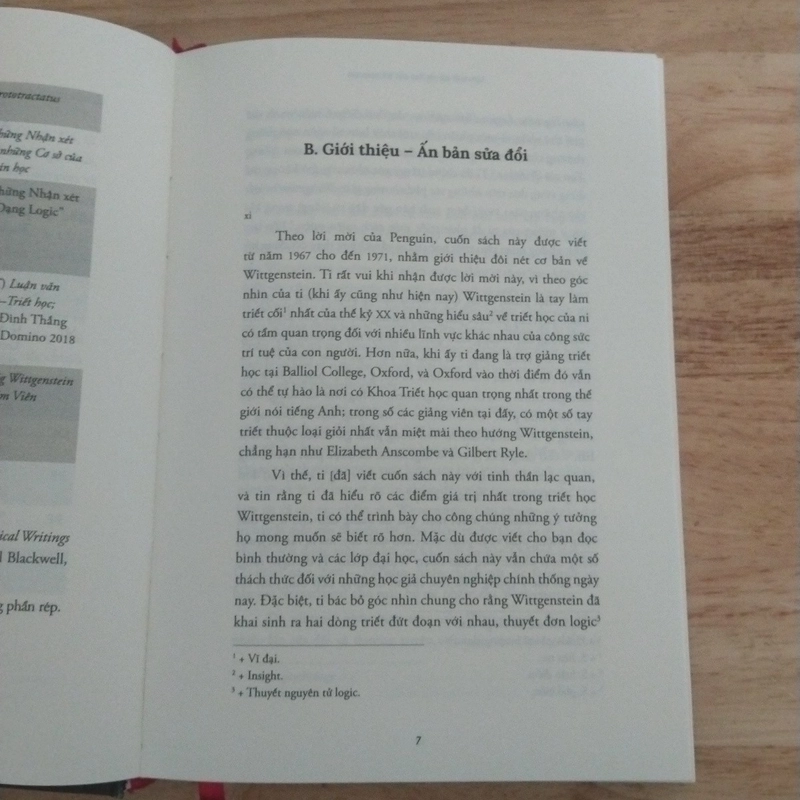 rototractatus
hững Nhận xét
những Cơ sở của
in học
hững Nhận xét
Dạng Logic"
) Luận văn
–Triết học;
Đình Thắng
Domino 2018
g Wittgenstein
m Viên
ical Writings
l Blackwell,
g phần rép.
B. Giới thiệu – Ấn bản sửa đổi
xi
Theo lời mời của Penguin, cuốn sách này được viết
từ năm 1967 cho đến 1971, nhằm giới thiệu đôi nét cơ bản về
Wittgenstein. Ti rất vui khi nhận được lời mời này, vì theo góc
nhìn của ti (khi ấy cũng như hiện nay) Wittgenstein là tay làm
triết cồi¹ nhất của thế kỷ XX và những hiểu sâu² về triết học của ni
có tầm quan trọng đối với nhiều lĩnh vực khác nhau của công sức
trí tuệ của con người. Hơn nữa, khi ấy ti đang là trợ giảng triết
học tại Balliol College, Oxford, và Oxford vào thời điểm đó vẫn
có thể tự hào là nơi có Khoa Triết học quan trọng nhất trong thế
giới nói tiếng Anh; trong số các giảng viên tại đấy, có một số tay
triết thuộc loại giỏi nhất vẫn miệt mài theo hướng Wittgenstein,
chẳng hạn như Elizabeth Anscombe và Gilbert Ryle.
Vì thế, ti [đã] viết cuốn sách này với tinh thần lạc quan,
và tin rằng ti đã hiểu rõ các điểm giá trị nhất trong triết học
Wittgenstein, ti có thể trình bày cho công chúng những ý tưởng
họ mong muốn sẽ biết rõ hơn. Mặc dù được viết cho bạn đọc
bình thường và các lớp đại học, cuốn sách này vẫn chứa một số
thách thức đối với những học giả chuyên nghiệp chính thống ngày
nay. Đặc biệt, ti bác bỏ góc nhìn chung cho rằng Wittgenstein đã
khai sinh ra hai dòng triết đứt đoạn với nhau, thuyết đơn logic³
¹ + Vĩ đại.
² + Insight.
³ + Thuyết nguyên tử logic.
7